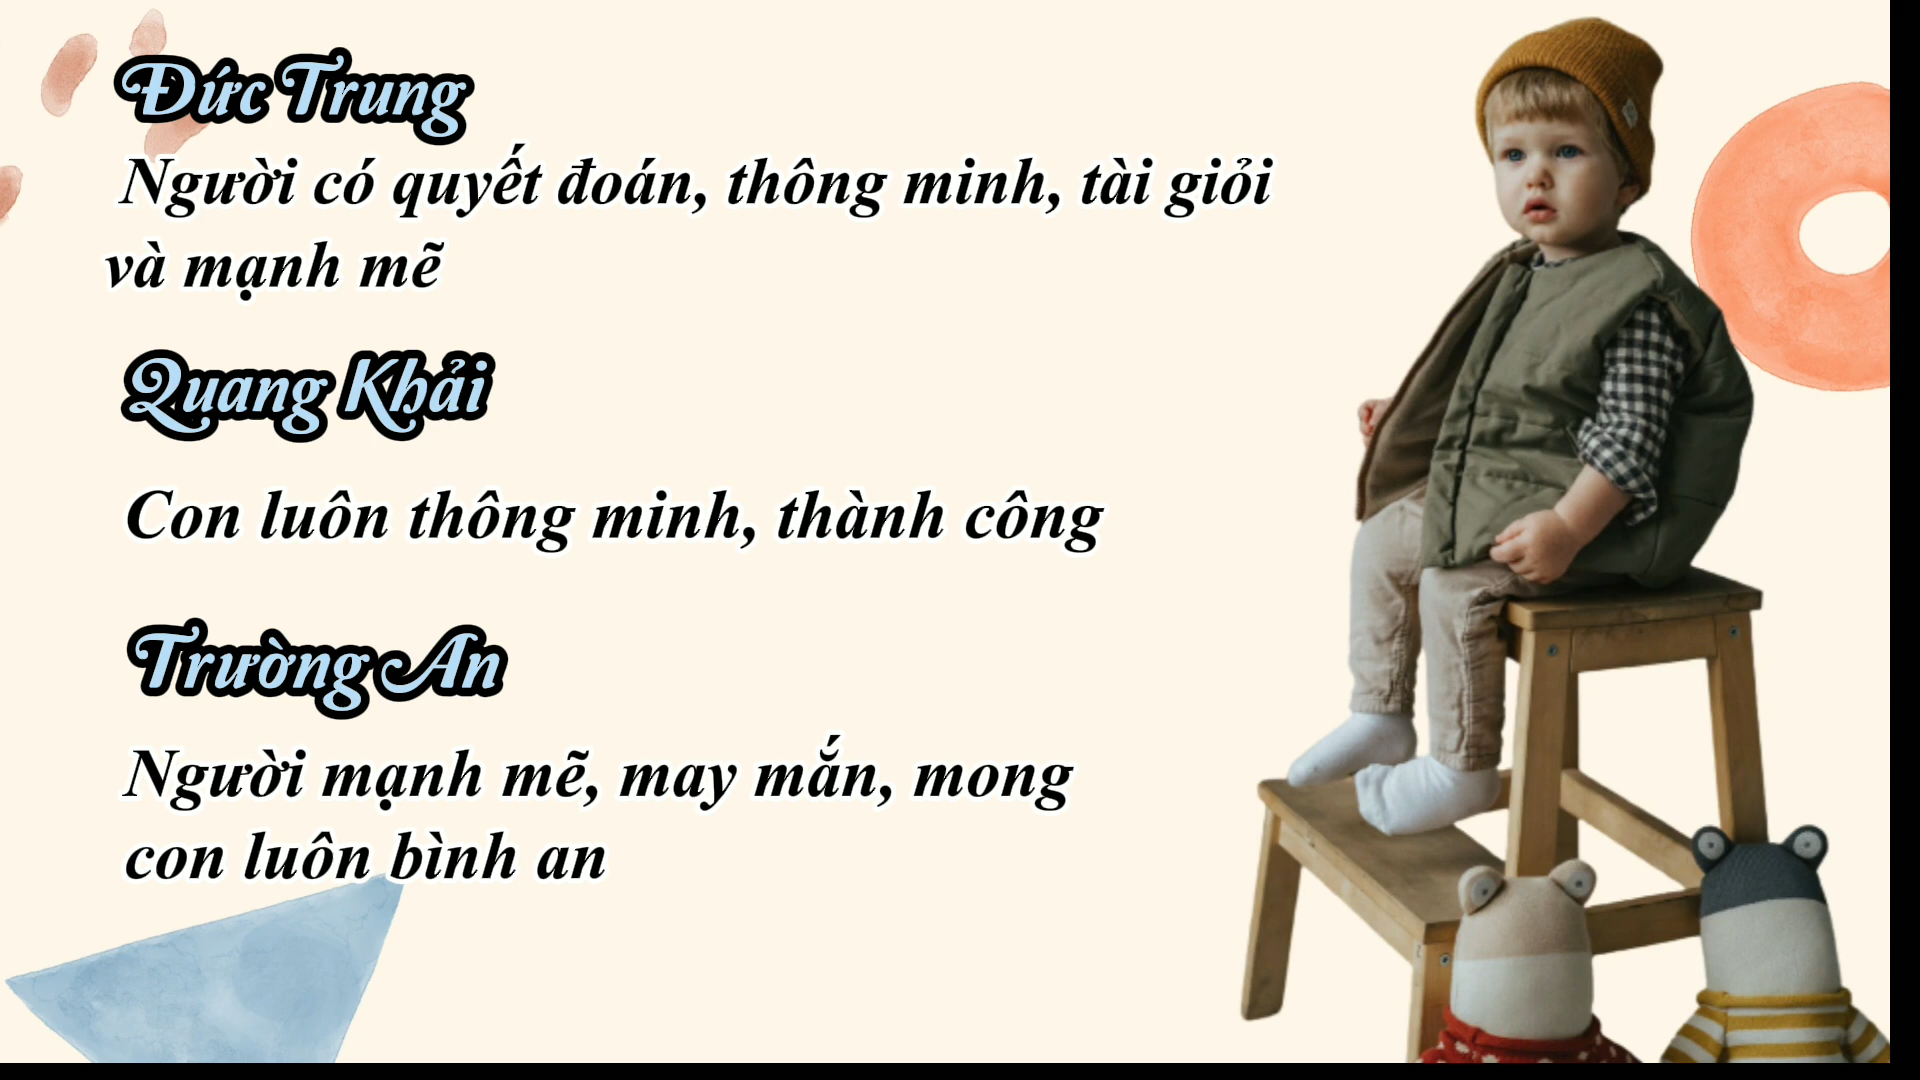 Đức Trung
Người có quyết đoán, thông minh, tài giỏi
và mạnh mẽ
Quang Khải
Con luôn thông minh, thành công
Trường An
Người mạnh mẽ, may mắn, mong
con luôn bình an